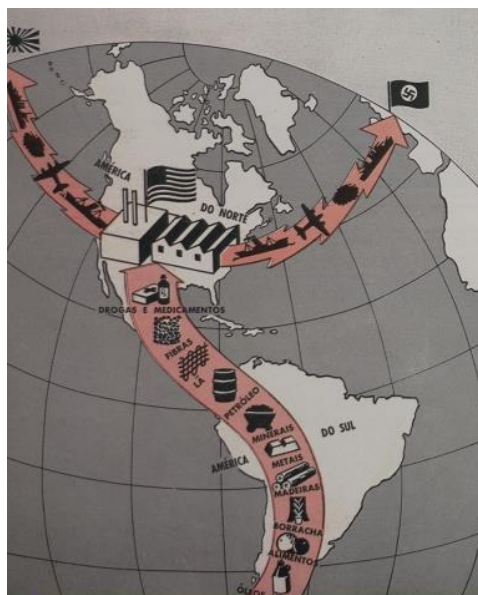 AMÉRICA
DO NORTE
DROGAS E MEDICAMENTOS
FIBRAS
LÃ
PETRÓLEO
MINERAIS
DO SUL
AMÉRICA
METAIS
MADEIRAS
BORRACHA
ALIMENTOS
ÓLEOS